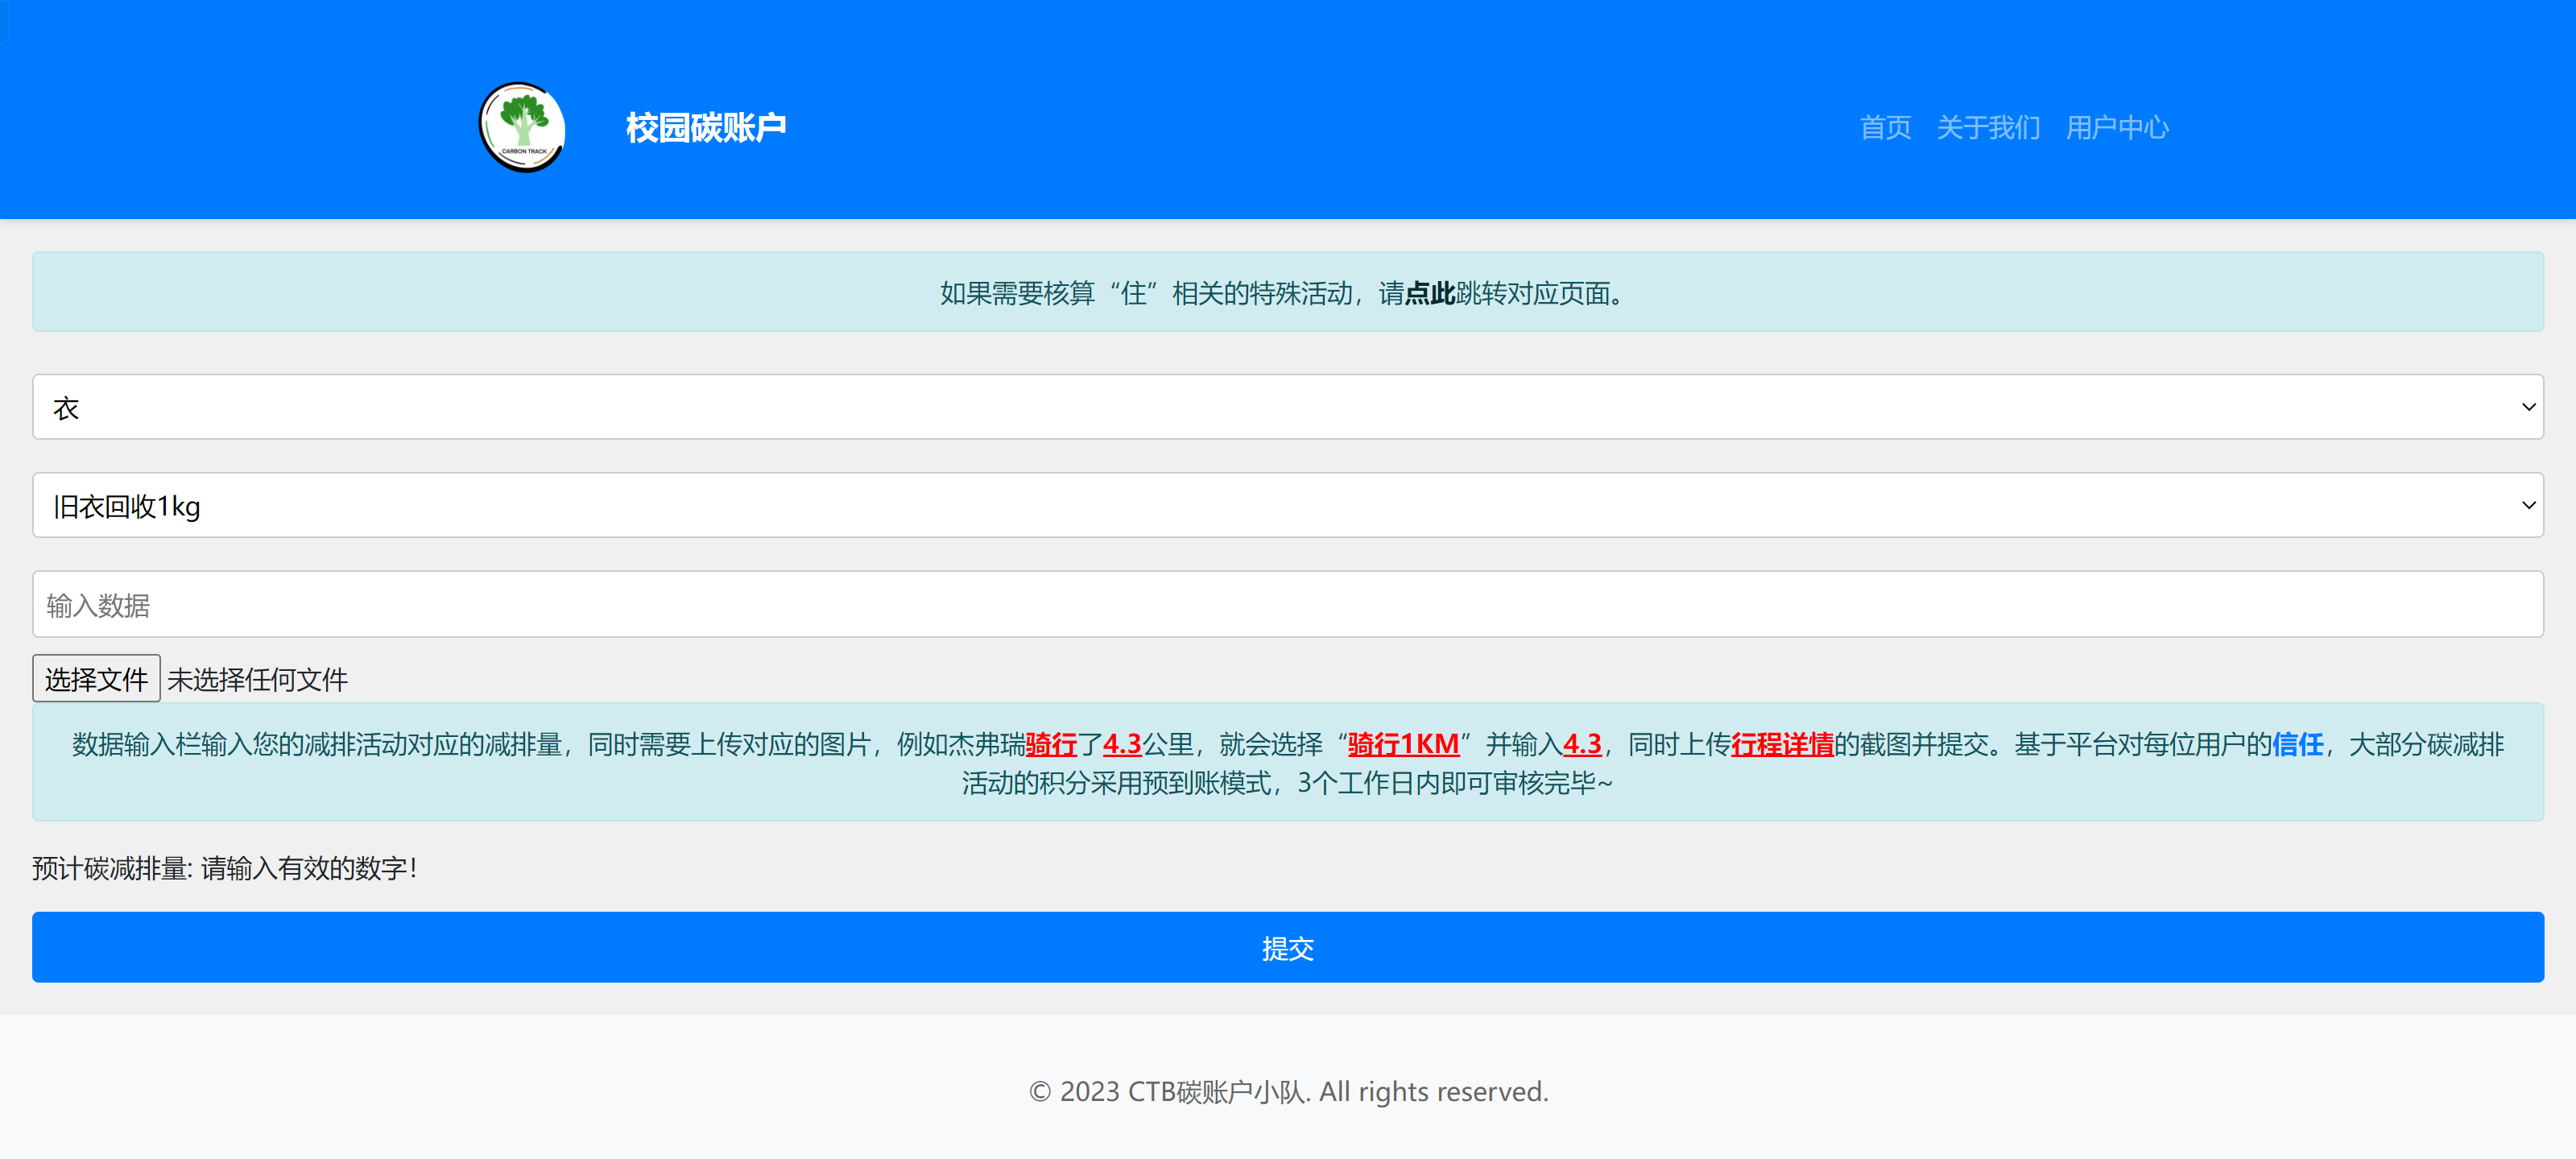 CARBON TRACK
校园碳账户
首页 关于我们 用户中心
如果需要核算“住”相关的特殊活动，请点此跳转对应页面。
衣
旧衣回收1kg
输入数据
选择文件 未选择任何文件
数据输入栏输入您的减排活动对应的减排量，同时需要上传对应的图片，例如杰弗瑞骑行了4.3公里，就会选择“骑行1KM”并输入4.3，同时上传行程详情的截图并提交。基于平台对每位用户的信任，大部分碳减排
活动的积分采用预到账模式，3个工作日内即可审核完毕~
预计碳减排量: 请输入有效的数字！
提交
© 2023 CTB碳账户小队. All rights reserved.